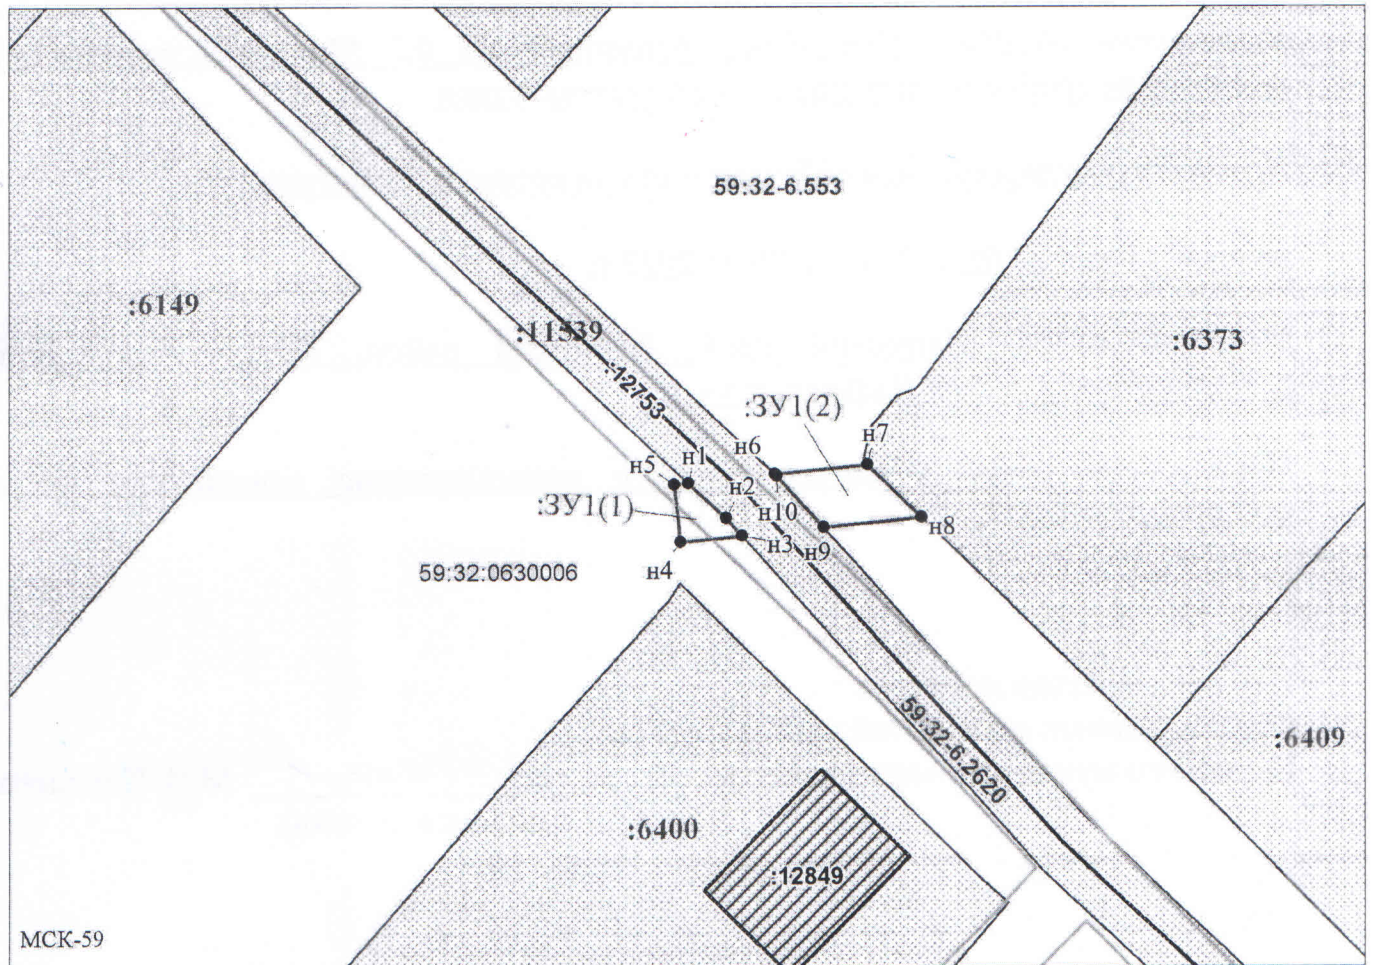 59:32-6.553
:6149
:11539
:6373
:12753
:ЗУ1(2)
н7
н6
н1
н5
н2
:ЗУ1(1)
н10
н8
н3
н9
н4
59:32:0630006
59:32-6.2620
:6409
:6400
:12849
МСК-59